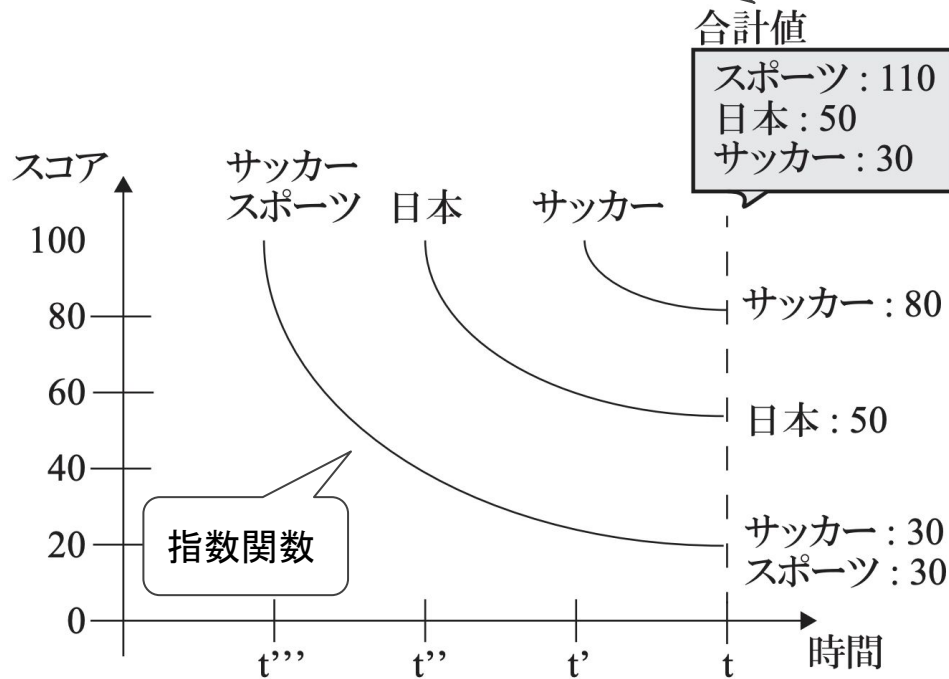 合計値
スポーツ : 110
日本 : 50
サッカー : 30
スコア
サッカー
スポーツ
日本
サッカー
100
80
60
40
20
0
サッカー : 80
日本 : 50
サッカー : 30
スポーツ : 30
指数関数
t’’’
t’’
t’
t
時間